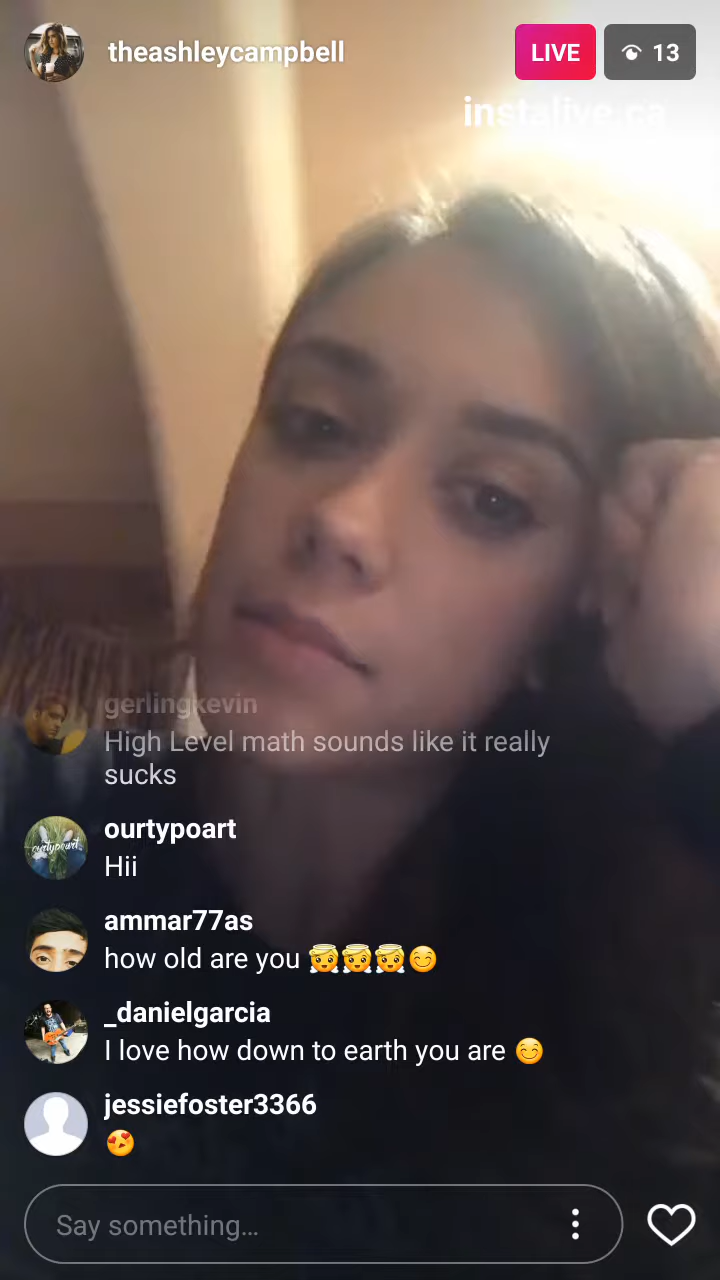 theashleycampbell
LIVE
13
instalive.ca
gerlingkevin
High Level math sounds like it really
sucks
ourtypoart
ourtypoart
Hii
ammar77as
how old are you 😇😇😇😊
_danielgarcia
I love how down to earth you are 😊
jessiefoster3366
😍
Say something...